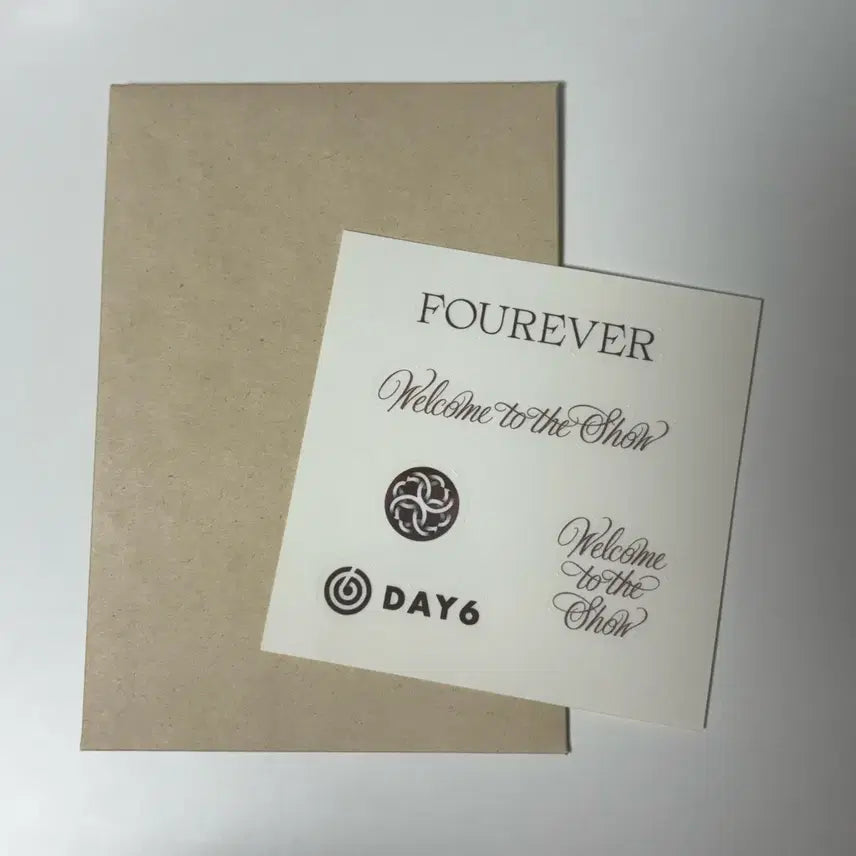 FOUREVER
Welcome to the Show
DAY6
Welcome
to the
Show